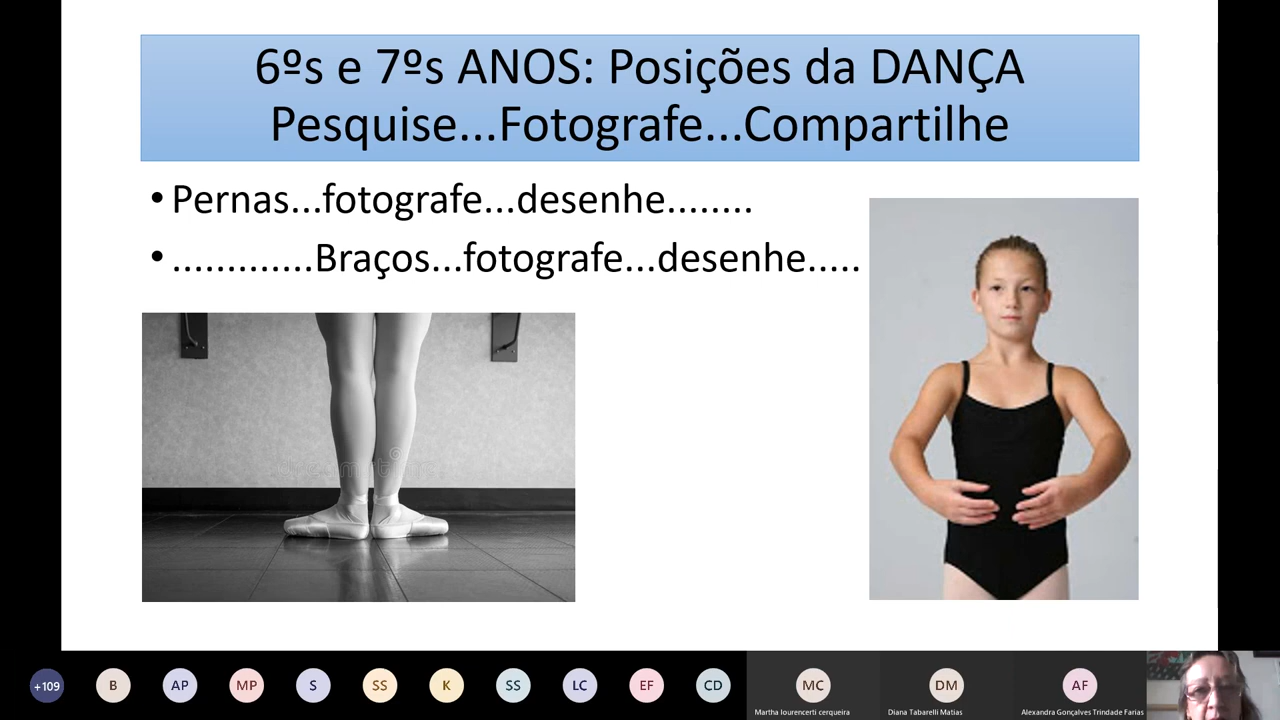 6ºs e 7ºs ANOS: Posições da DANÇA
Pesquise...Fotografe...Compartilhe
• Pernas...fotografe...desenhe........
• .............Braços...fotografe...desenhe.....
+109
B
AP
MP
S
SS
K
SS
LC
EF
CD
MC
DM
AF
Martha lourencerti cerqueira
Diana Tabarelli Matias
Alexandra Gonçalves Trindade Farias